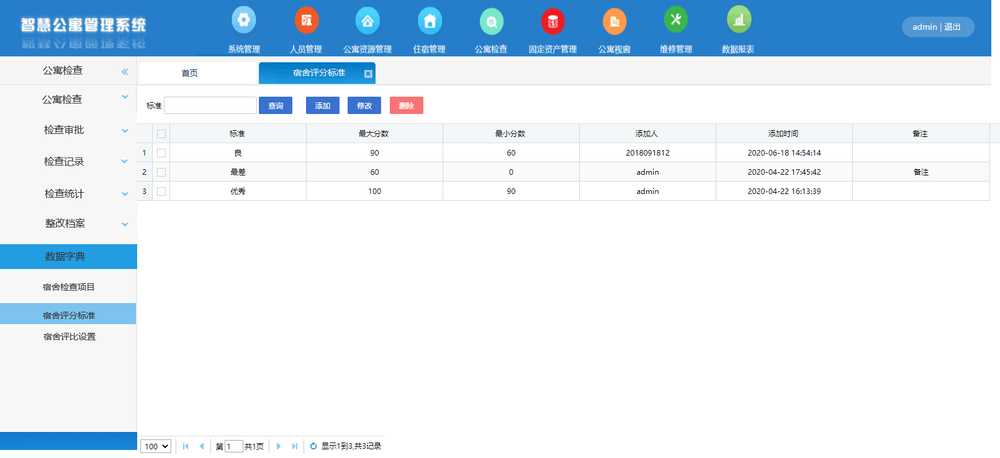 智慧公寓管理系统
系统管理 人员管理 公寓资源管理 住宿管理 公寓检查 固定资产管理 公寓视窗 维修管理 数据报表
admin | 退出
公寓检查
首页 宿舍评分标准
公寓检查
检查审批
检查记录
检查统计
整改档案
数据字典
宿舍检查项目
宿舍评分标准
宿舍评比设置
标准 查询 添加 修改 删除
标准 最大分数 最小分数 添加人 添加时间 备注
1 良 90 60 2018091812 2020-06-18 14:54:14
2 最差 60 0 admin 2020-04-22 17:45:42 备注
3 优秀 100 90 admin 2020-04-22 16:13:39
100 第 1 共1页 显示1到3,共3记录